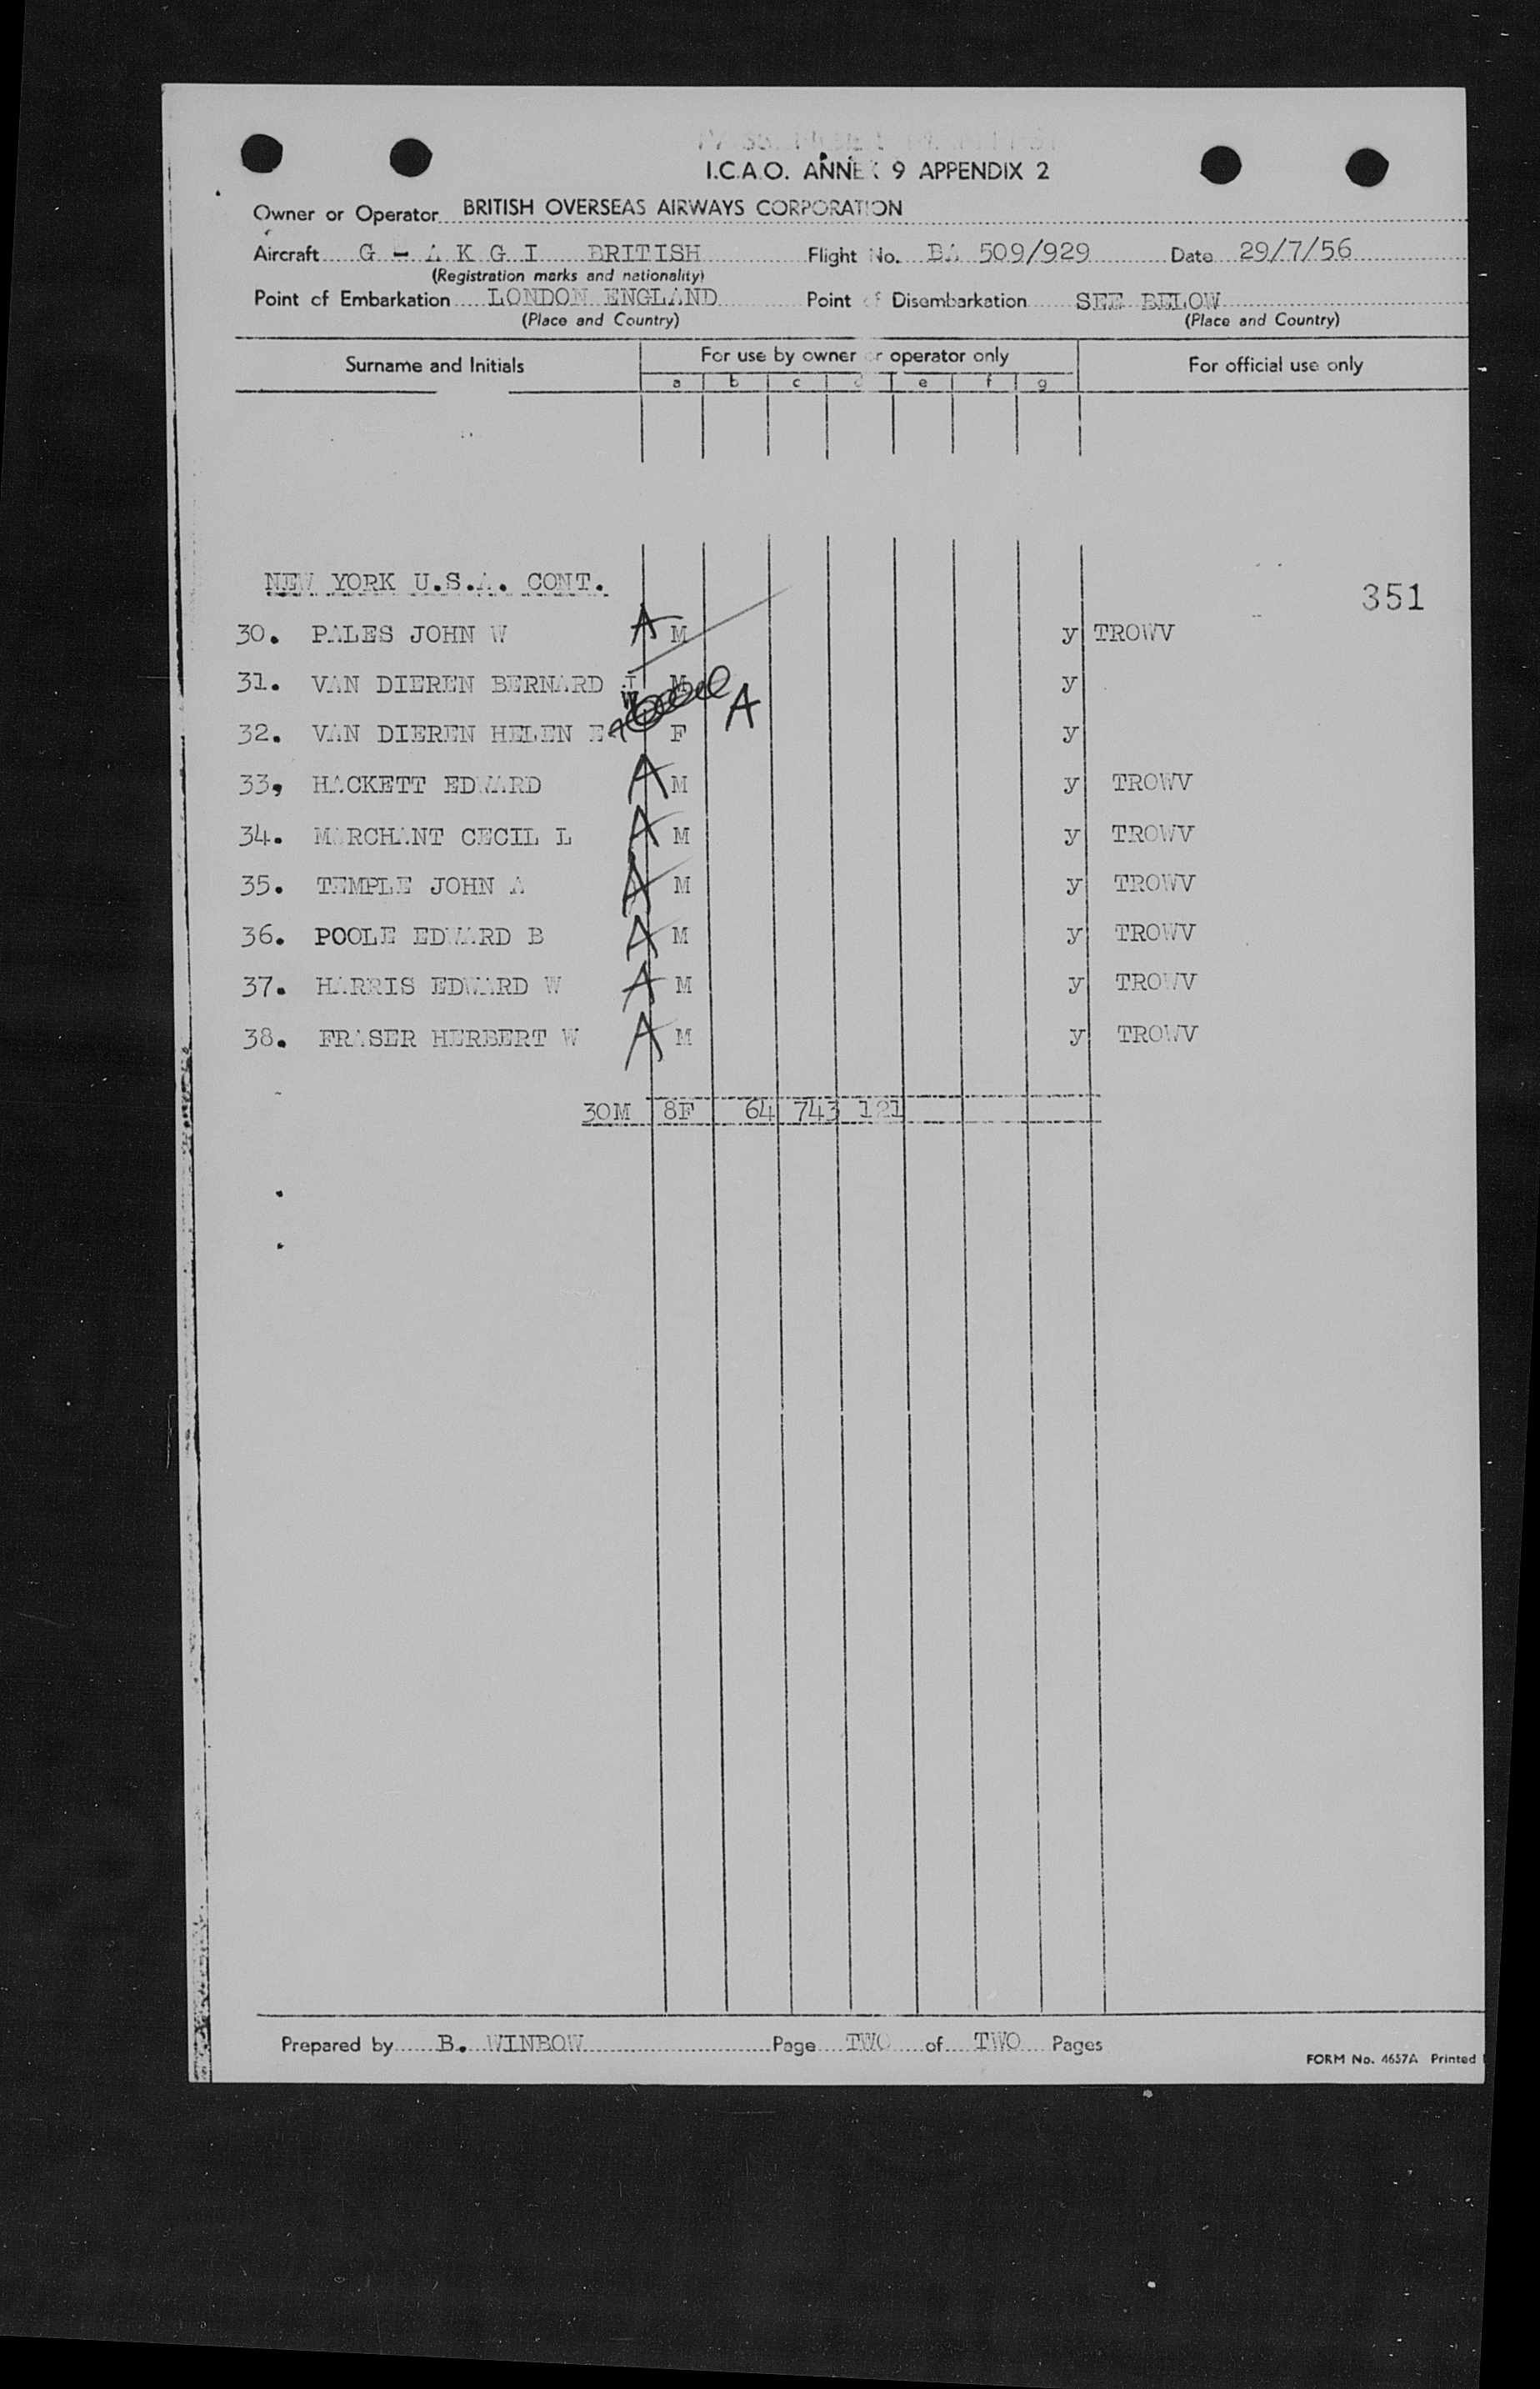 I.C.A.O. ANNEX 9 APPENDIX 2
Owner or Operator BRITISH OVERSEAS AIRWAYS CORPORATION
Aircraft G - A K G I BRITISH Flight No. BA 509/929 Date 29/7/56
(Registration marks and nationality)
Point of Embarkation LONDON ENGLAND Point of Disembarkation SEE BELOW
(Place and Country) (Place and Country)
Surname and Initials For use by owner or operator only For official use only
a b c d e f g
NEW YORK U.S.A. CONT. 351
30. PALES JOHN W A M y TROWV
31. VAN DIEREN BERNARD M y
32. VAN DIEREN HELEN E F A y
33, HACKETT EDWARD A M y TROWV
34. MARCHANT CECIL L A M y TROWV
35. TEMPLE JOHN A A M y TROWV
36. POOLE EDWARD B A M y TROWV
37. HARRIS EDWARD W A M y TROWV
38. FRASER HERBERT W A M y TROWV
30M 8F 64 743 121
Prepared by B. WINBOW Page TWO of TWO Pages
FORM No. 4657A Printed